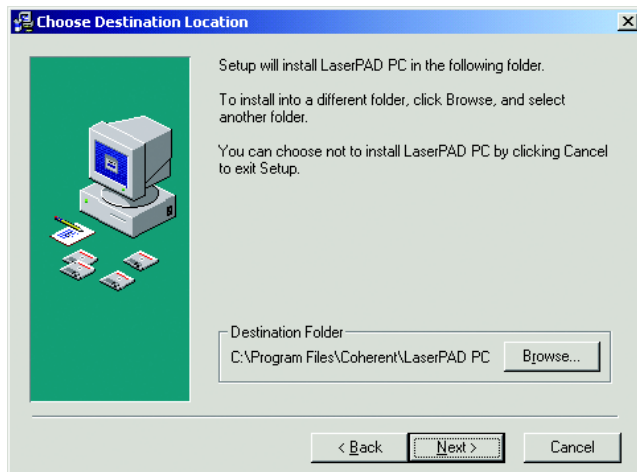 Choose Destination Location
Setup will install LaserPAD PC in the following folder.
To install into a different folder, click Browse, and select
another folder.
You can choose not to install LaserPAD PC by clicking Cancel
to exit Setup.
Destination Folder
C:\Program Files\Coherent\LaserPAD PC
Browse...
< Back
Next >
Cancel